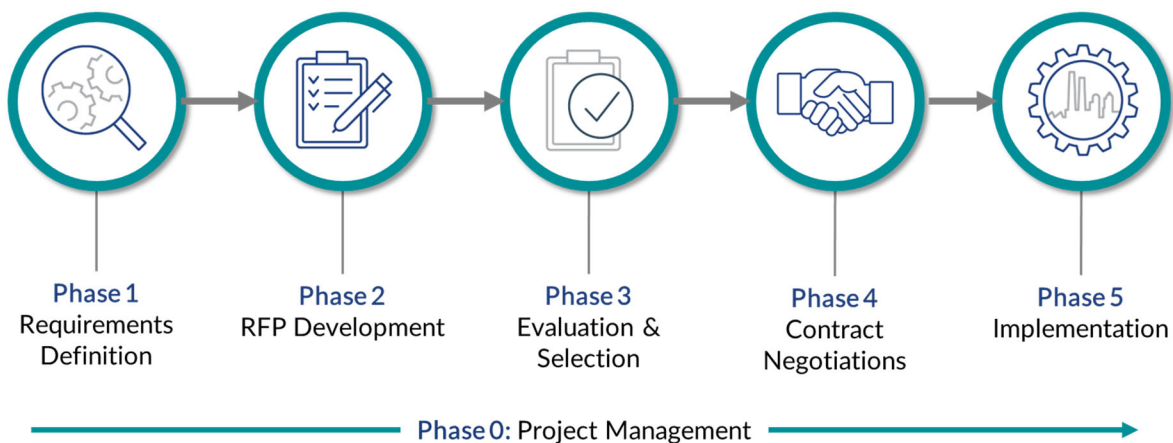 Phase 1
Requirements
Definition
Phase 2
RFP Development
Phase 3
Evaluation &
Selection
Phase 4
Contract
Negotiations
Phase 5
Implementation
Phase 0: Project Management